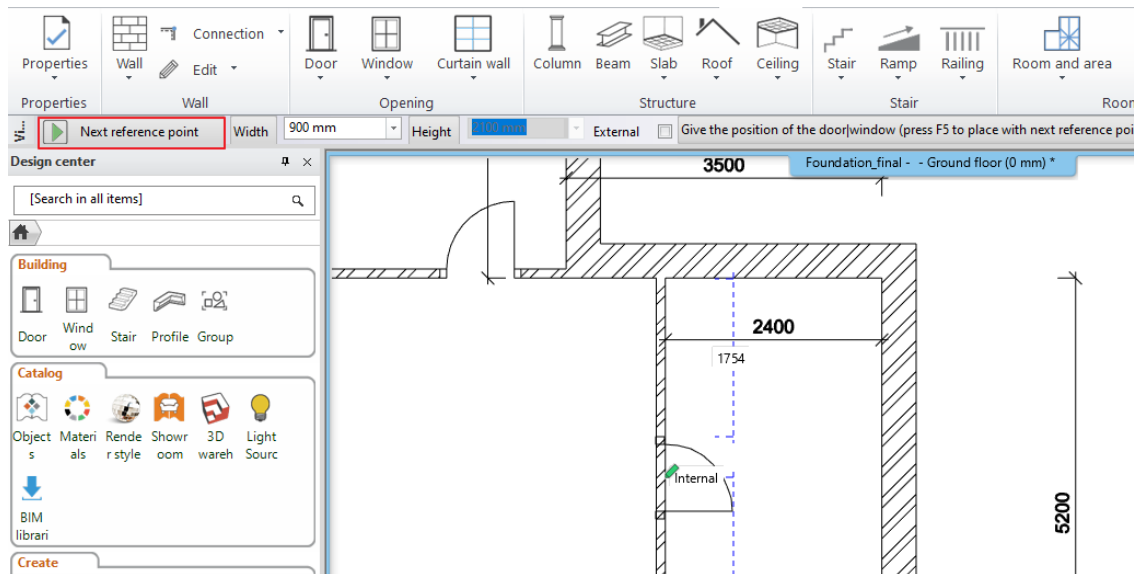 Properties
Wall
Connection
Edit
Door
Window
Curtain wall
Column
Beam
Slab
Roof
Ceiling
Stair
Ramp
Railing
Room and area
Properties
Wall
Opening
Structure
Stair
Roor
Vi...
Next reference point
Width
900 mm
Height
2100 mm
External
Give the position of the door|window (press F5 to place with next reference poi
Design center
[Search in all items]
Building
Door
Wind
ow
Stair
Profile
Group
Catalog
Object
s
Materi
als
Rende
r style
Showr
oom
3D
wareh
Light
Sourc
BIM
librari
Create
Foundation_final - - Ground floor (0 mm) *
3500
2400
1754
Internal
5200